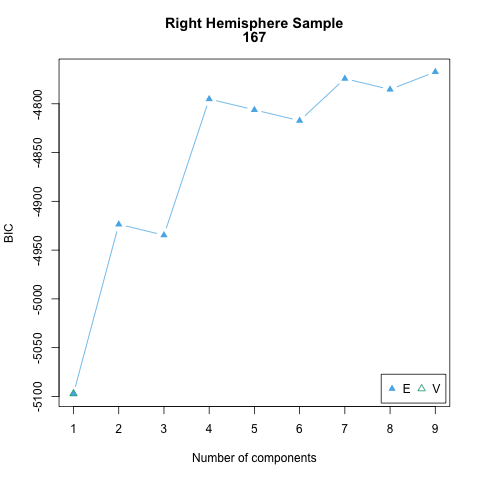 Right Hemisphere Sample
167
BIC
-4800
-4850
-4900
-4950
-5000
-5050
-5100
E V
1 2 3 4 5 6 7 8 9
Number of components